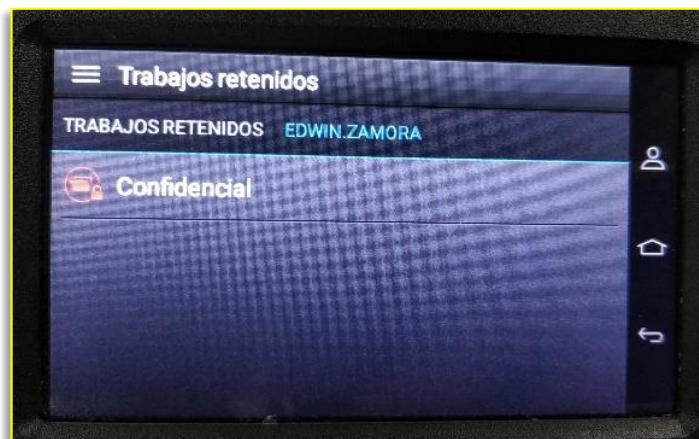 Trabajos retenidos
TRABAJOS RETENIDOS EDWIN.ZAMORA
Confidencial